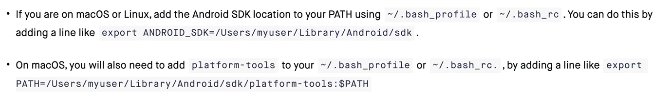 • If you are on macOS or Linux, add the Android SDK location to your PATH using ~/.bash_profile or ~/.bash_rc . You can do this by
adding a line like export ANDROID_SDK=/Users/myuser/Library/Android/sdk .
• On macOS, you will also need to add platform-tools to your ~/.bash_profile or ~/.bash_rc. , by adding a line like export
PATH=/Users/myuser/Library/Android/sdk/platform-tools:$PATH